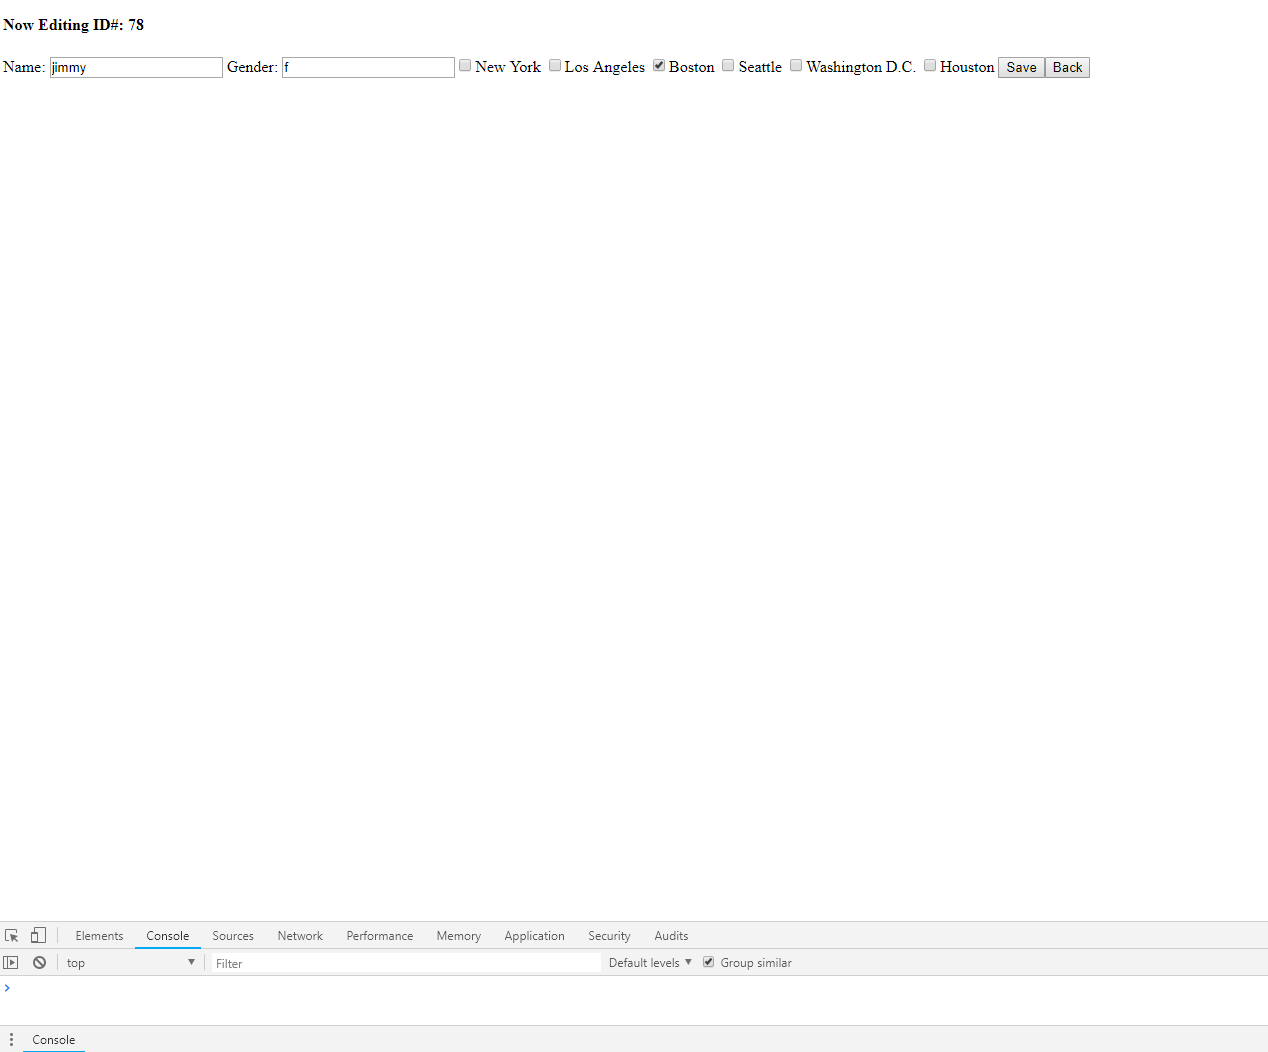 Now Editing ID#: 78
Name: jimmy Gender: f New York Los Angeles Boston Seattle Washington D.C. Houston Save Back
Elements Console Sources Network Performance Memory Application Security Audits
top Filter Default levels Group similar
Console